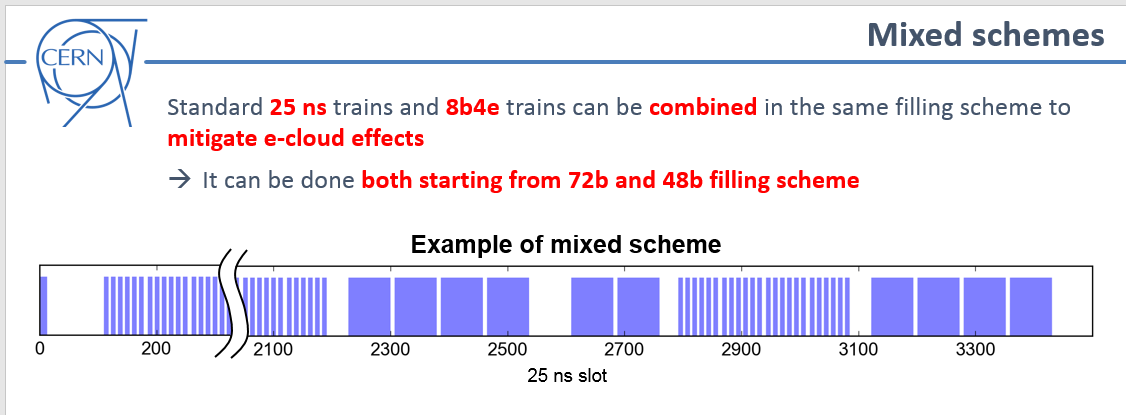 CERN
Mixed schemes
Standard 25 ns trains and 8b4e trains can be combined in the same filling scheme to
mitigate e-cloud effects
→ It can be done both starting from 72b and 48b filling scheme
Example of mixed scheme
0 200 2100 2300 2500 2700 2900 3100 3300
25 ns slot